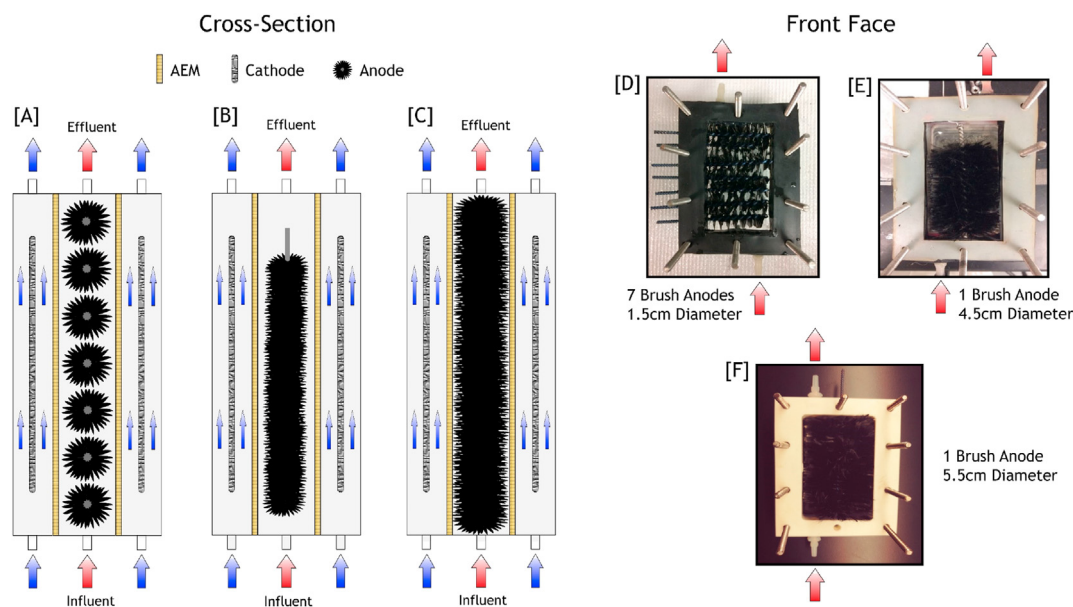 Cross-Section
Front Face
AEM
Cathode
Anode
[A]
[B]
[C]
Effluent
Effluent
Effluent
Influent
Influent
Influent
[D]
[E]
7 Brush Anodes
1.5cm Diameter
1 Brush Anode
4.5cm Diameter
[F]
1 Brush Anode
5.5cm Diameter